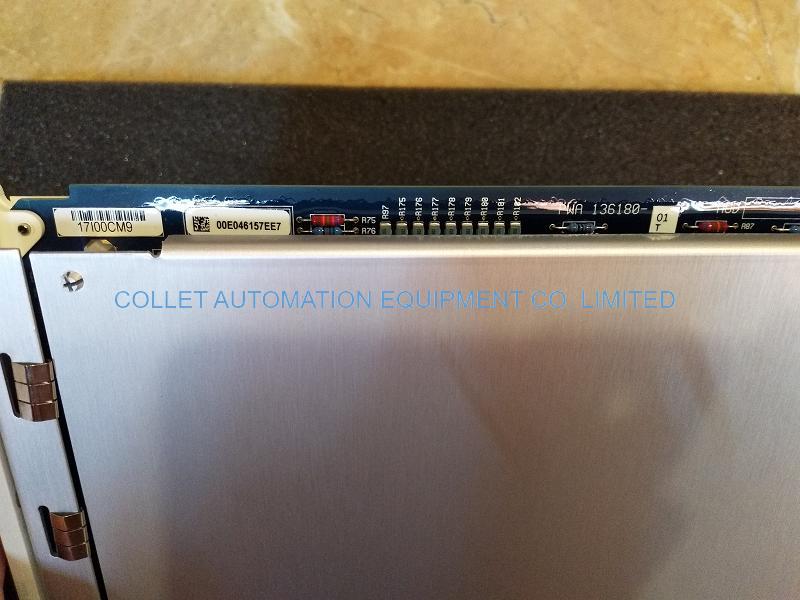 17I00CM9
00E046157EE7
R75
R76
R97
R175
R176
R177
R178
R179
R180
R181
R182
PWA 136180-
01
T
R87
COLLET AUTOMATION EQUIPMENT CO. LIMITED